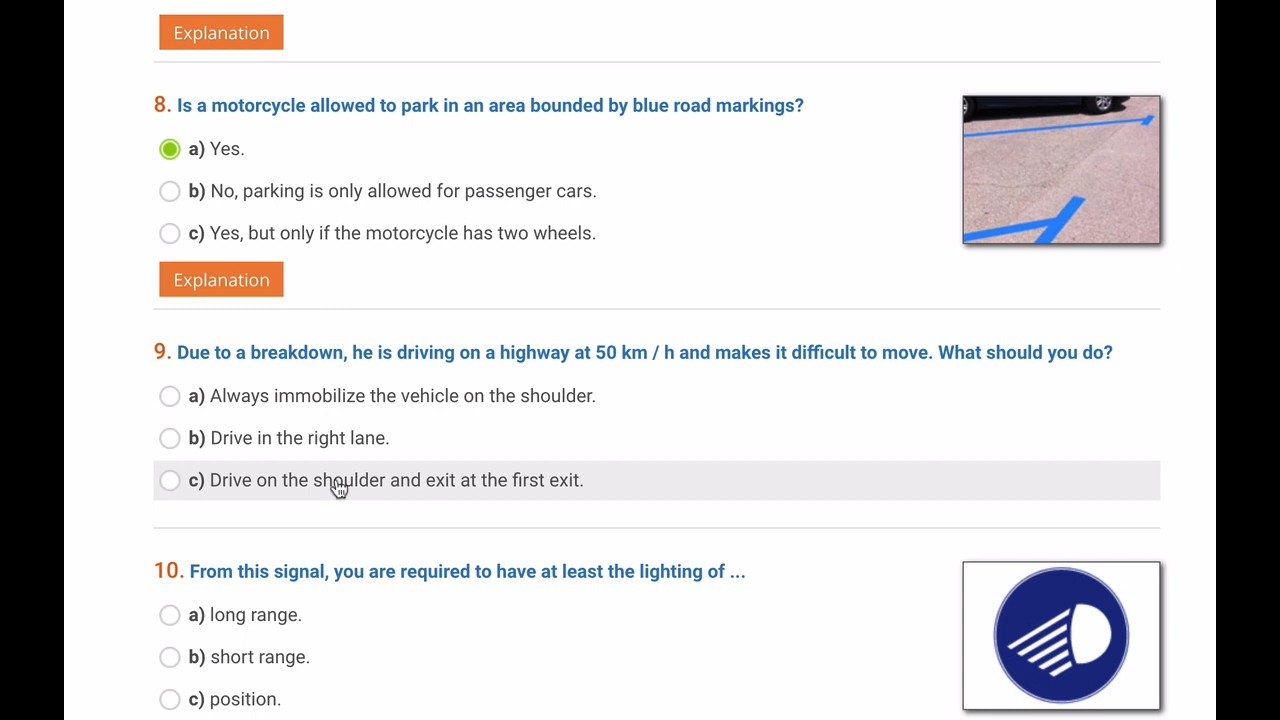 Explanation
8. Is a motorcycle allowed to park in an area bounded by blue road markings?
a) Yes.
b) No, parking is only allowed for passenger cars.
c) Yes, but only if the motorcycle has two wheels.
Explanation
9. Due to a breakdown, he is driving on a highway at 50 km / h and makes it difficult to move. What should you do?
a) Always immobilize the vehicle on the shoulder.
b) Drive in the right lane.
c) Drive on the shoulder and exit at the first exit.
10. From this signal, you are required to have at least the lighting of ...
a) long range.
b) short range.
c) position.